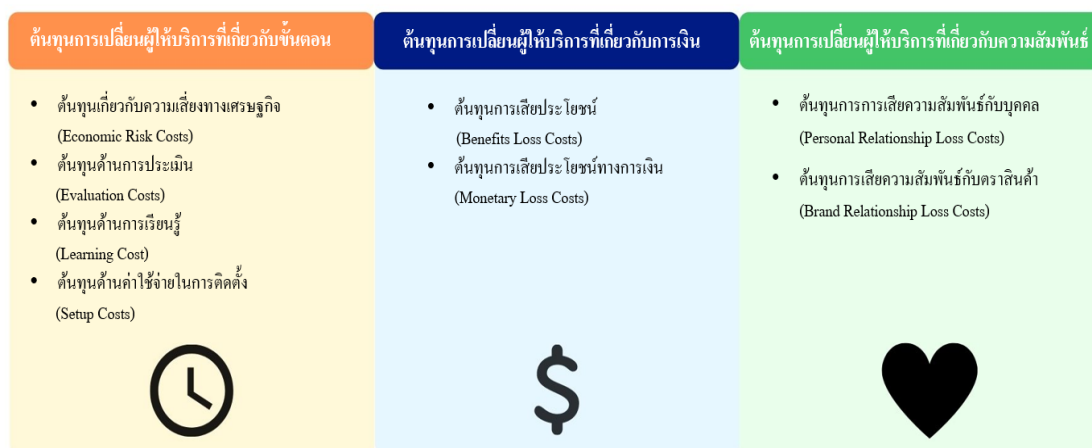 ต้นทุนการเปลี่ยนผู้ให้บริการที่เกี่ยวกับขั้นตอน
• ต้นทุนเกี่ยวกับความเสี่ยงทางเศรษฐกิจ
(Economic Risk Costs)
• ต้นทุนด้านการประเมิน
(Evaluation Costs)
• ต้นทุนด้านการเรียนรู้
(Learning Cost)
• ต้นทุนด้านค่าใช้จ่ายในการติดตั้ง
(Setup Costs)
ต้นทุนการเปลี่ยนผู้ให้บริการที่เกี่ยวกับการเงิน
• ต้นทุนการเสียประโยชน์
(Benefits Loss Costs)
• ต้นทุนการเสียประโยชน์ทางการเงิน
(Monetary Loss Costs)
$
ต้นทุนการเปลี่ยนผู้ให้บริการที่เกี่ยวกับความสัมพันธ์
• ต้นทุนการการเสียความสัมพันธ์กับบุคคล
(Personal Relationship Loss Costs)
• ต้นทุนการเสียความสัมพันธ์กับตราสินค้า
(Brand Relationship Loss Costs)